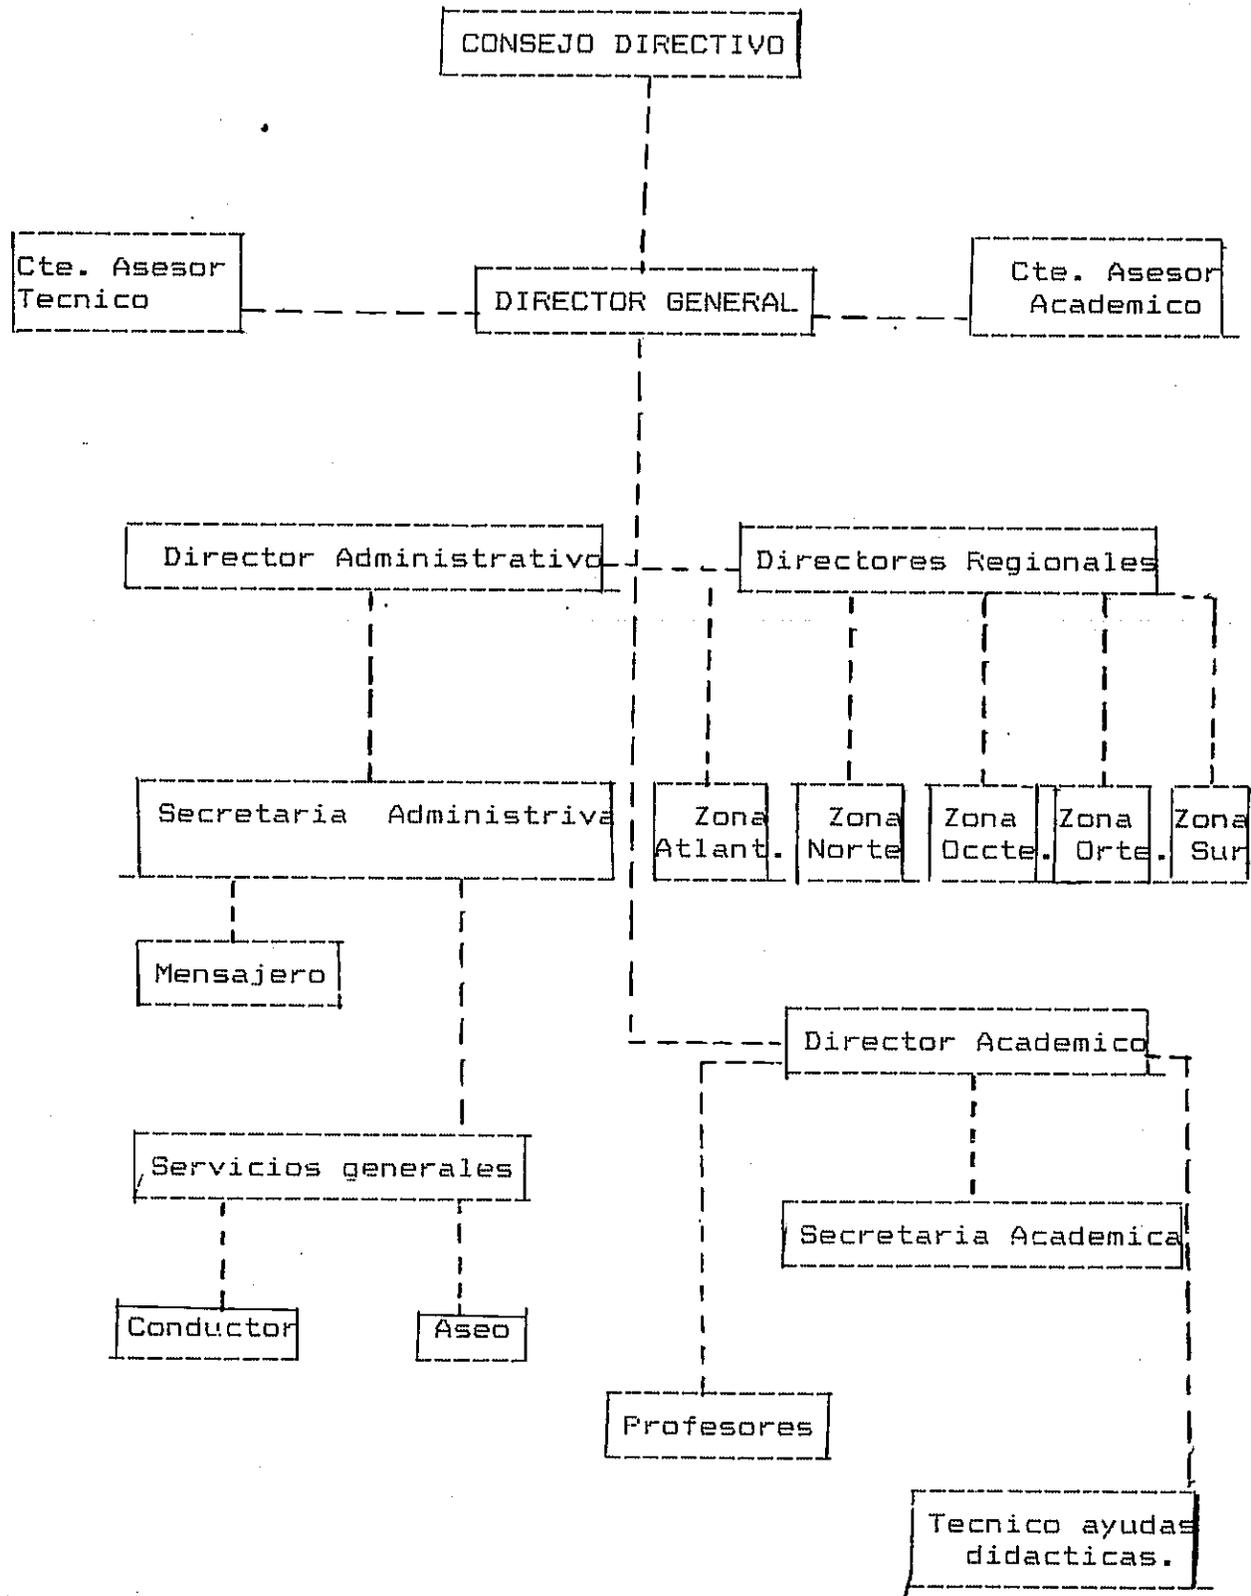 CONSEJO DIRECTIVO
Cte. Asesor
Tecnico
DIRECTOR GENERAL
Cte. Asesor
Academico
Director Administrativo
Directores Regionales
Secretaria Administriva
Zona
Atlant.
Zona
Norte
Zona
Occte.
Zona
Orte.
Zona
Sur
Mensajero
Director Academico
Servicios generales
Secretaria Academica
Conductor
Aseo
Profesores
Tecnico ayudas
didacticas.